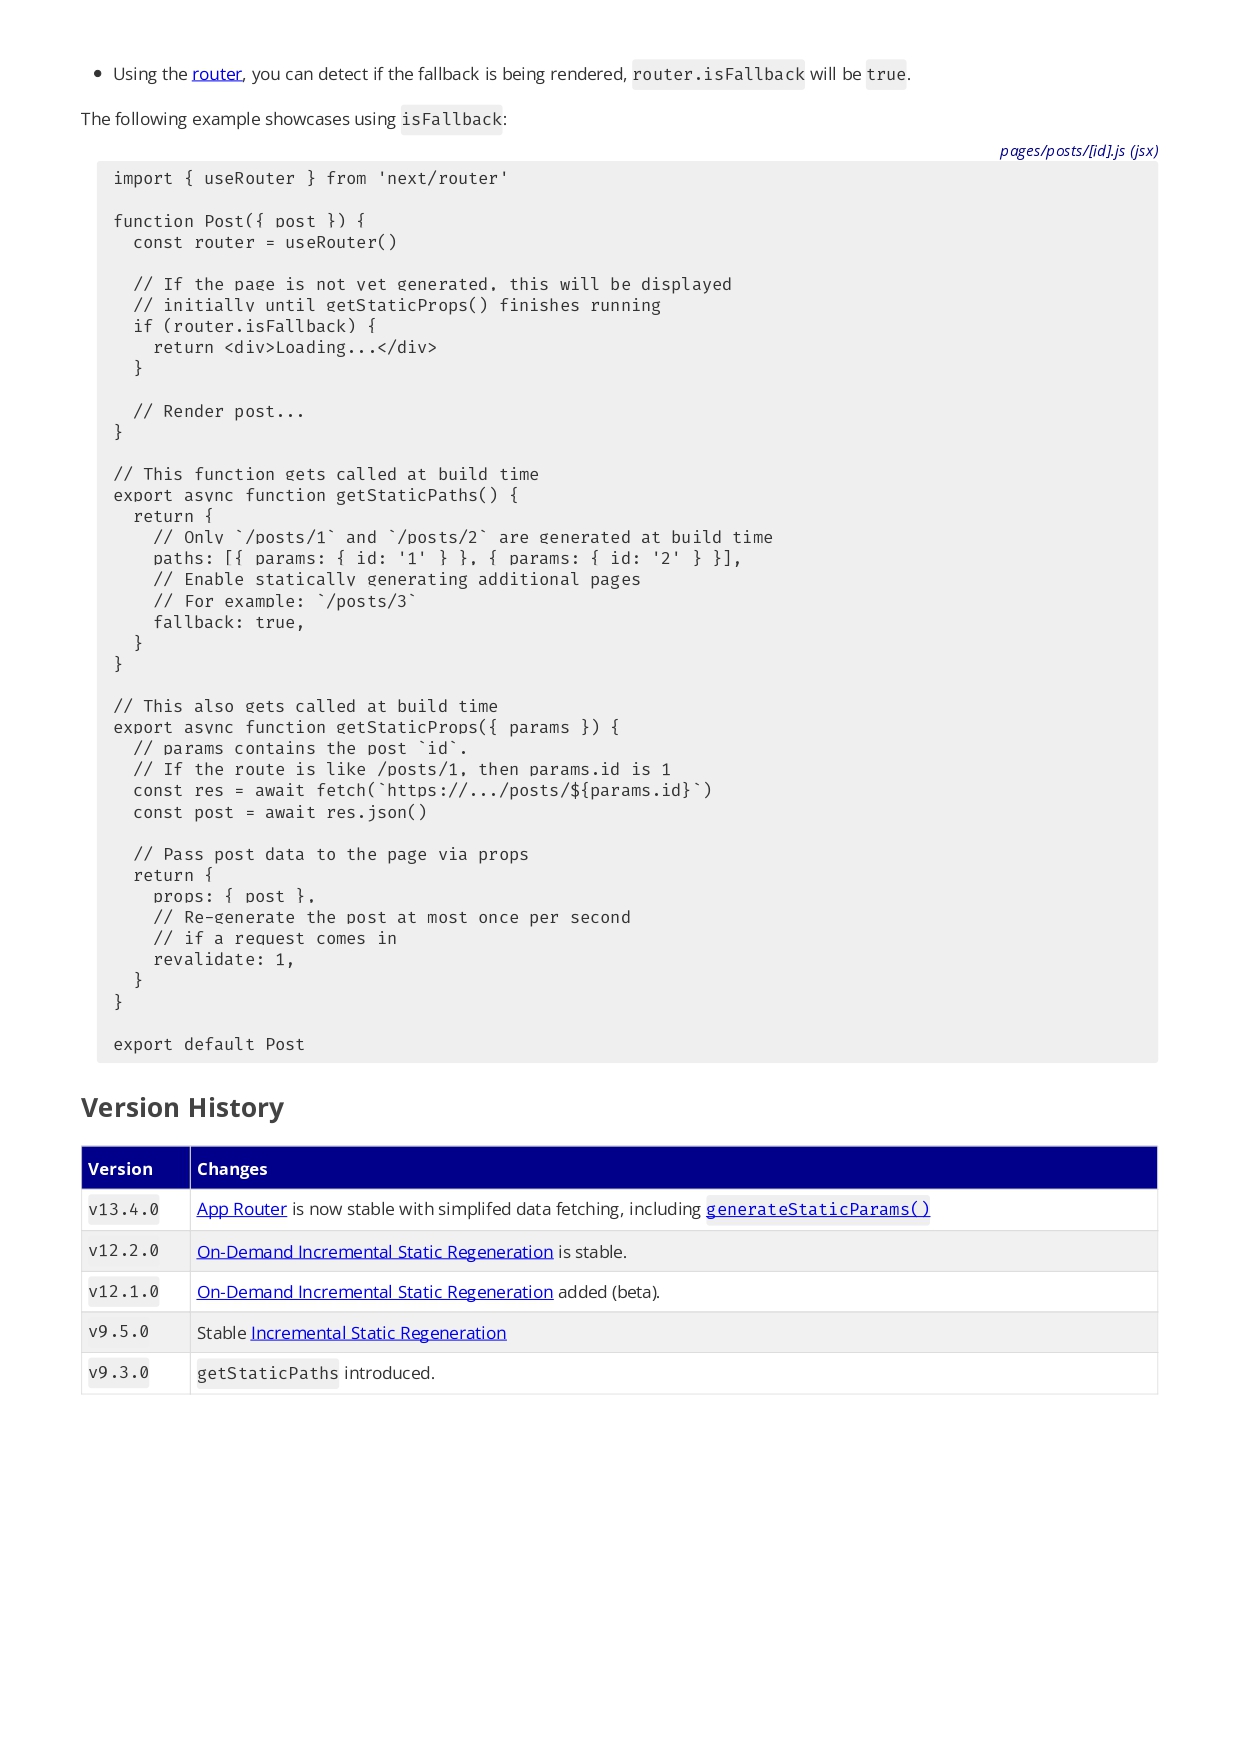 • Using the router, you can detect if the fallback is being rendered, router.isFallback will be true.
The following example showcases using isFallback:
pages/posts/[id].js (jsx)
import { useRouter } from 'next/router'

function Post({ post }) {
  const router = useRouter()

  // If the page is not yet generated, this will be displayed
  // initially until getStaticProps() finishes running
  if (router.isFallback) {
    return <div>Loading...</div>
  }

  // Render post...
}

// This function gets called at build time
export async function getStaticPaths() {
  return {
    // Only `/posts/1` and `/posts/2` are generated at build time
    paths: [{ params: { id: '1' } }, { params: { id: '2' } }],
    // Enable statically generating additional pages
    // For example: `/posts/3`
    fallback: true,
  }
}

// This also gets called at build time
export async function getStaticProps({ params }) {
  // params contains the post `id`.
  // If the route is like /posts/1, then params.id is 1
  const res = await fetch(`https://.../posts/${params.id}`)
  const post = await res.json()

  // Pass post data to the page via props
  return {
    props: { post },
    // Re-generate the post at most once per second
    // if a request comes in
    revalidate: 1,
  }
}

export default Post
Version History
Version Changes
v13.4.0 App Router is now stable with simplifed data fetching, including generateStaticParams()
v12.2.0 On-Demand Incremental Static Regeneration is stable.
v12.1.0 On-Demand Incremental Static Regeneration added (beta).
v9.5.0 Stable Incremental Static Regeneration
v9.3.0 getStaticPaths introduced.